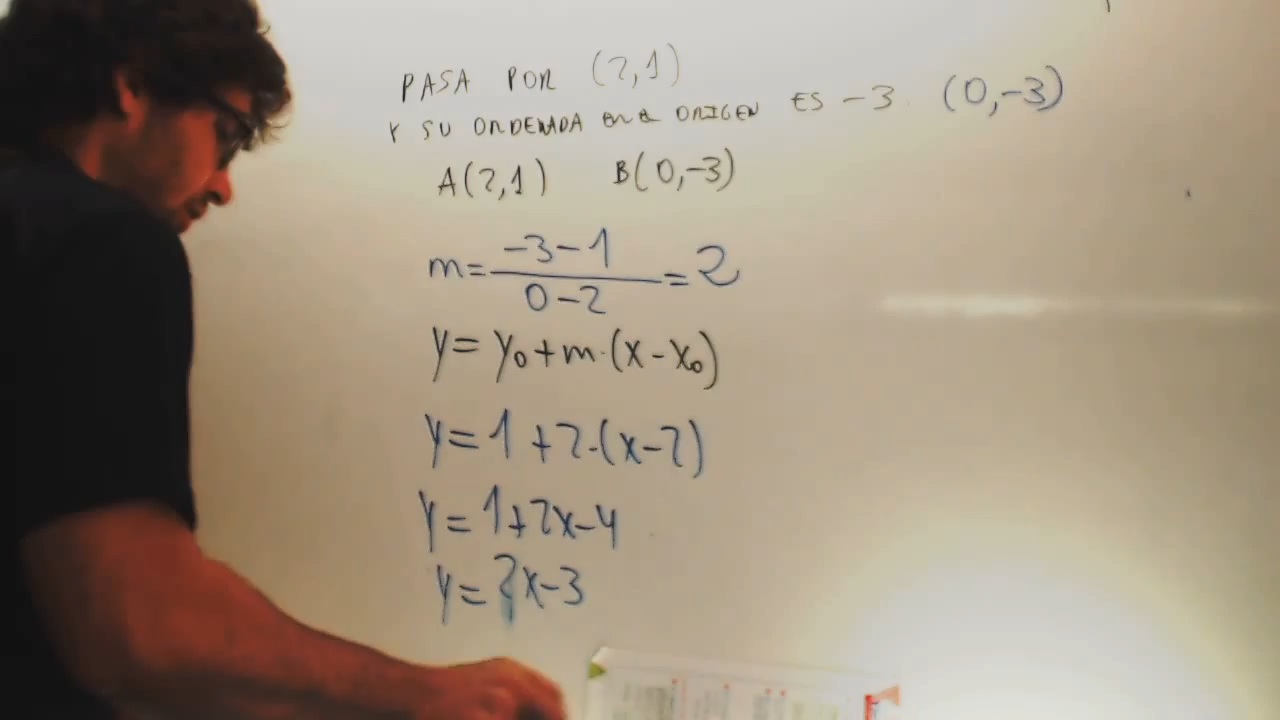 PASA POR (2,1)
Y SU ORDENADA EN EL ORIGEN ES -3 (0,-3)
A(2,1) B(0,-3)
m = -3-1 / 0-2 = 2
y = y₀+m·(x-x₀)
y = 1+2·(x-2)
y = 1+2x-4
y = 2x-3